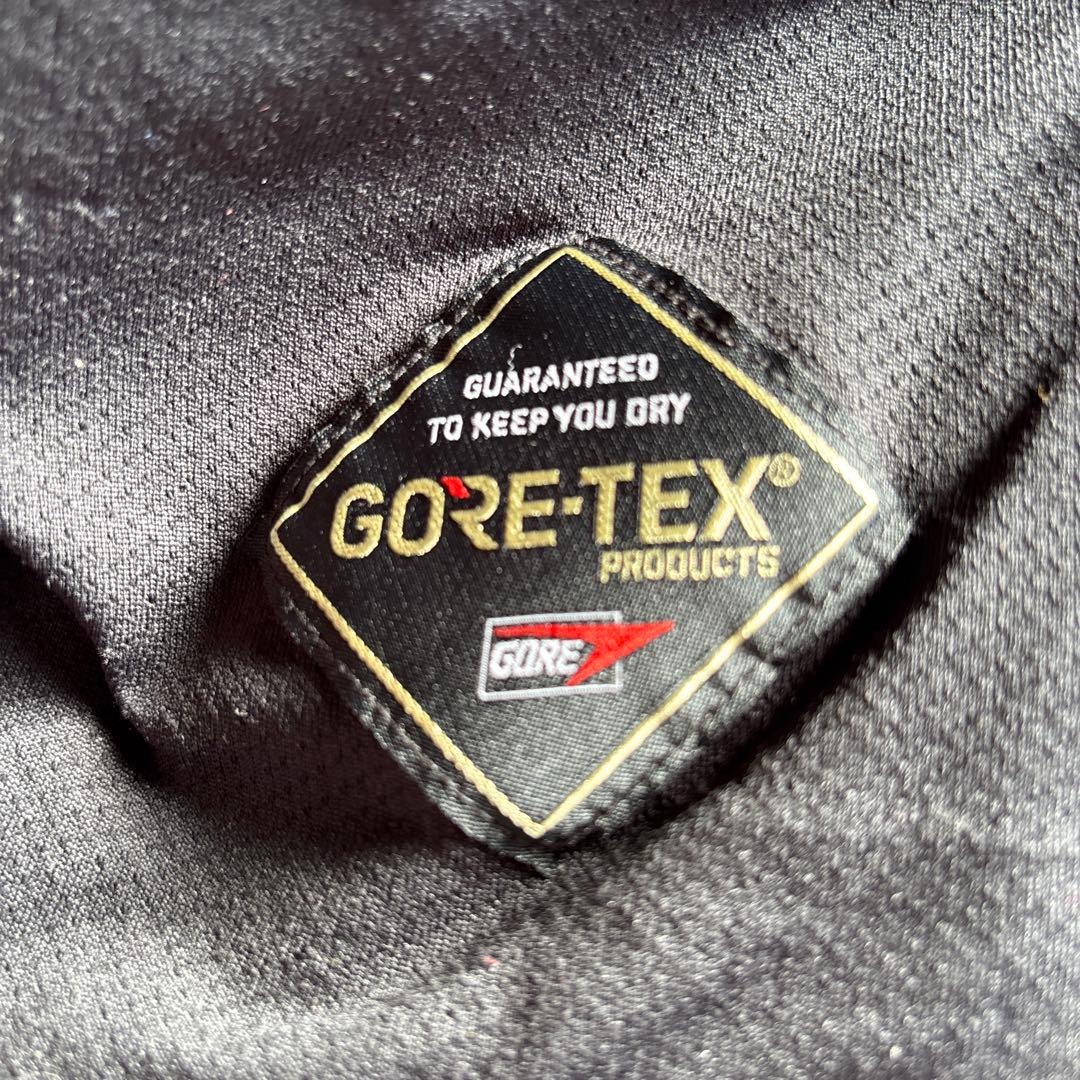 GUARANTEED
TO KEEP YOU DRY
GORE-TEX®
PRODUCTS
GORE